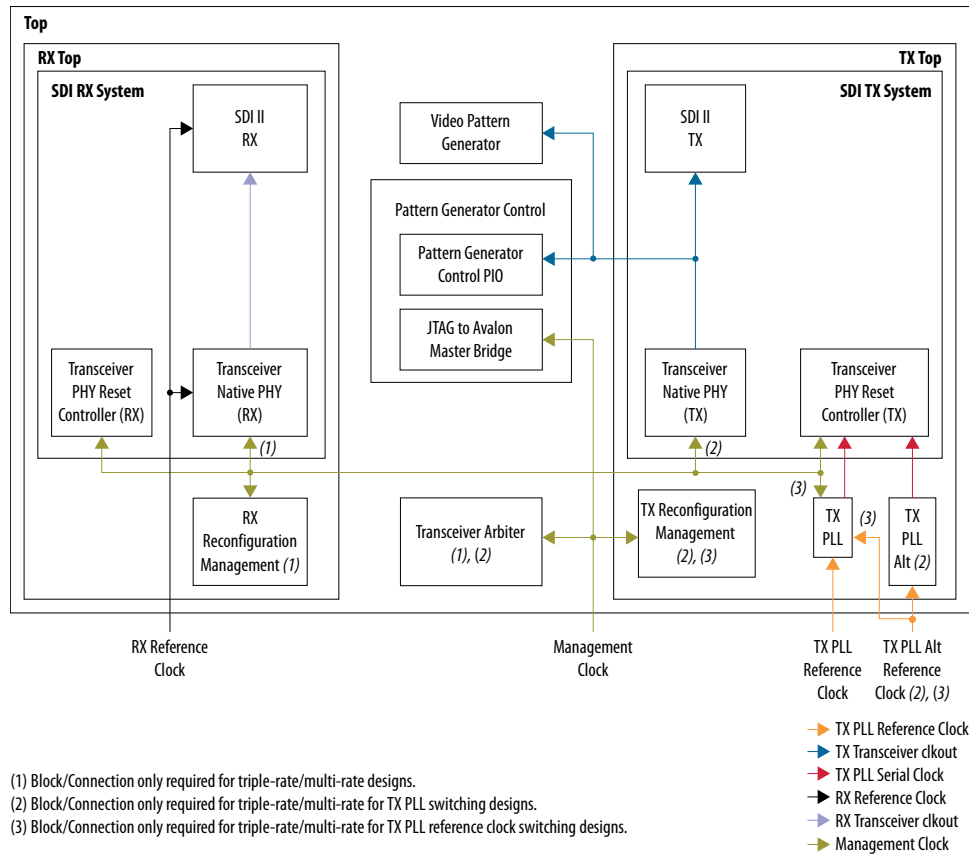 Top
RX Top
SDI RX System
SDI II
RX
Transceiver
PHY Reset
Controller (RX)
Transceiver
Native PHY
(RX)
(1)
RX
Reconfiguration
Management (1)
Video Pattern
Generator
Pattern Generator Control
Pattern Generator
Control PIO
JTAG to Avalon
Master Bridge
Transceiver Arbiter
(1), (2)
TX Top
SDI TX System
SDI II
TX
Transceiver
Native PHY
(TX)
(2)
Transceiver
PHY Reset
Controller (TX)
TX Reconfiguration
Management
(2), (3)
(3)
TX
PLL
(3)
TX
PLL
Alt (2)
RX Reference
Clock
Management
Clock
TX PLL
Reference
Clock
TX PLL Alt
Reference
Clock (2), (3)
TX PLL Reference Clock
TX Transceiver clkout
TX PLL Serial Clock
RX Reference Clock
RX Transceiver clkout
Management Clock
(1) Block/Connection only required for triple-rate/multi-rate designs.
(2) Block/Connection only required for triple-rate/multi-rate for TX PLL switching designs.
(3) Block/Connection only required for triple-rate/multi-rate for TX PLL reference clock switching designs.